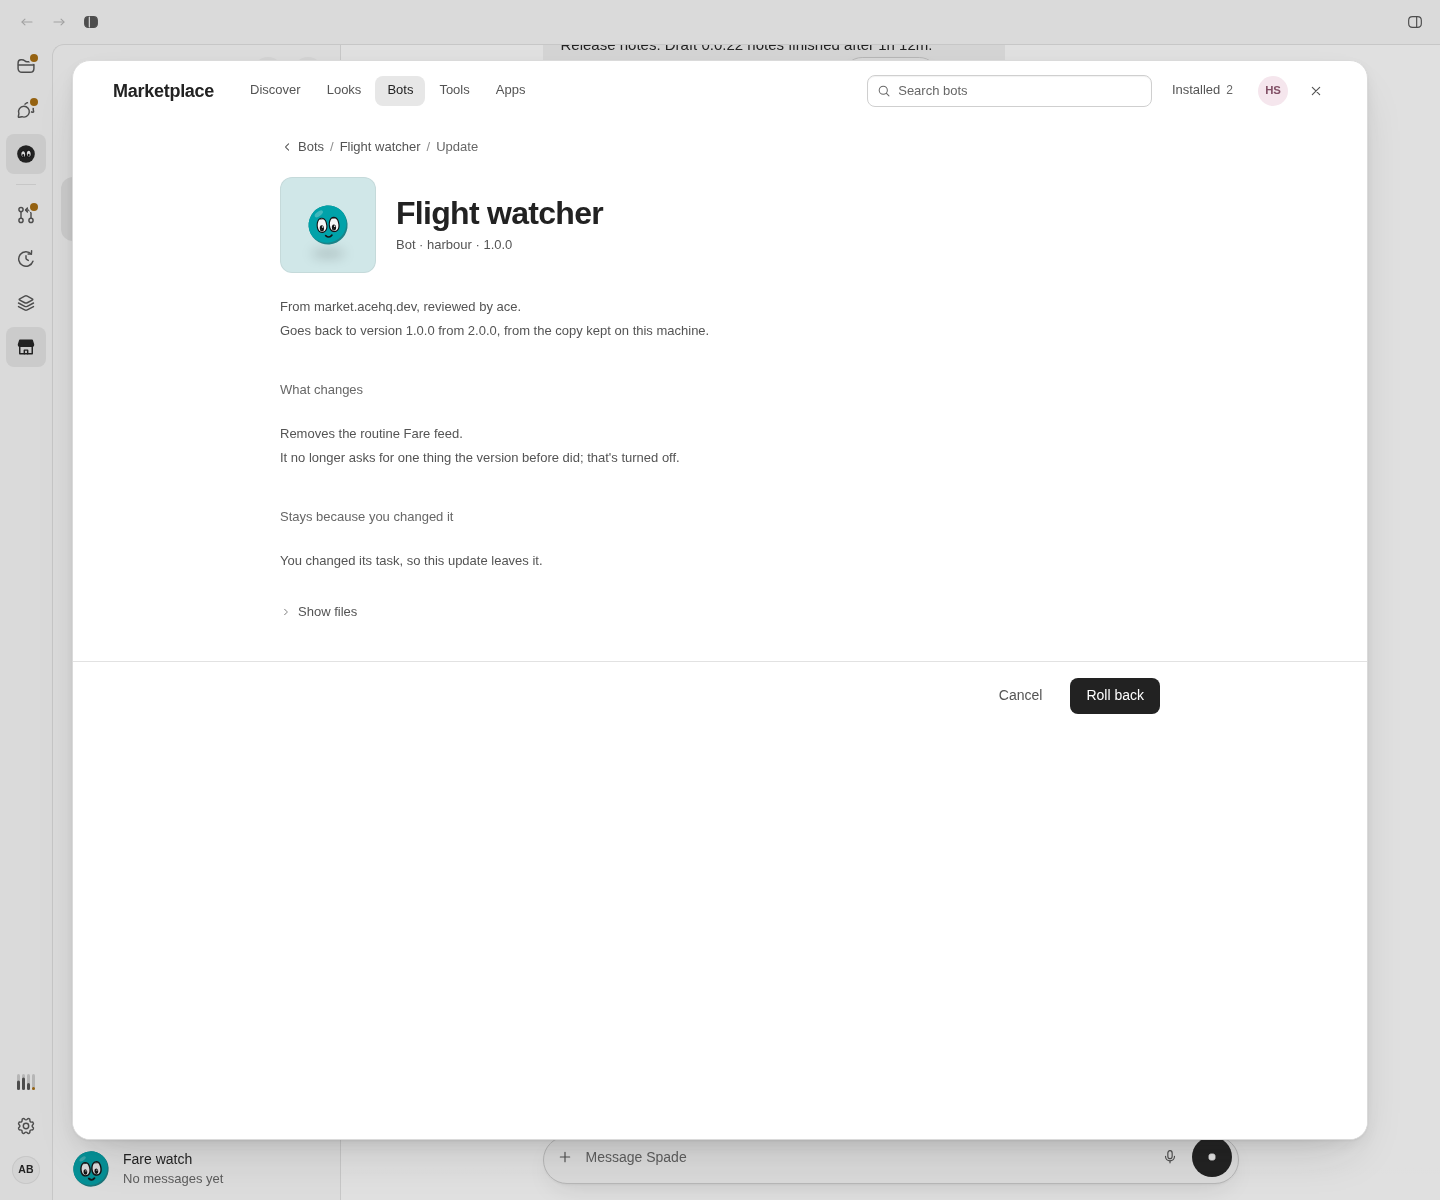 Release notes: Draft 0.0.22 notes finished after 1h 12m.
Marketplace
Discover
Looks
Bots
Tools
Apps
Search bots
Installed 2
HS
Bots / Flight watcher / Update
Flight watcher
Bot · harbour · 1.0.0
From market.acehq.dev, reviewed by ace.
Goes back to version 1.0.0 from 2.0.0, from the copy kept on this machine.
What changes
Removes the routine Fare feed.
It no longer asks for one thing the version before did; that's turned off.
Stays because you changed it
You changed its task, so this update leaves it.
Show files
Cancel
Roll back
AB
Fare watch
No messages yet
Message Spade